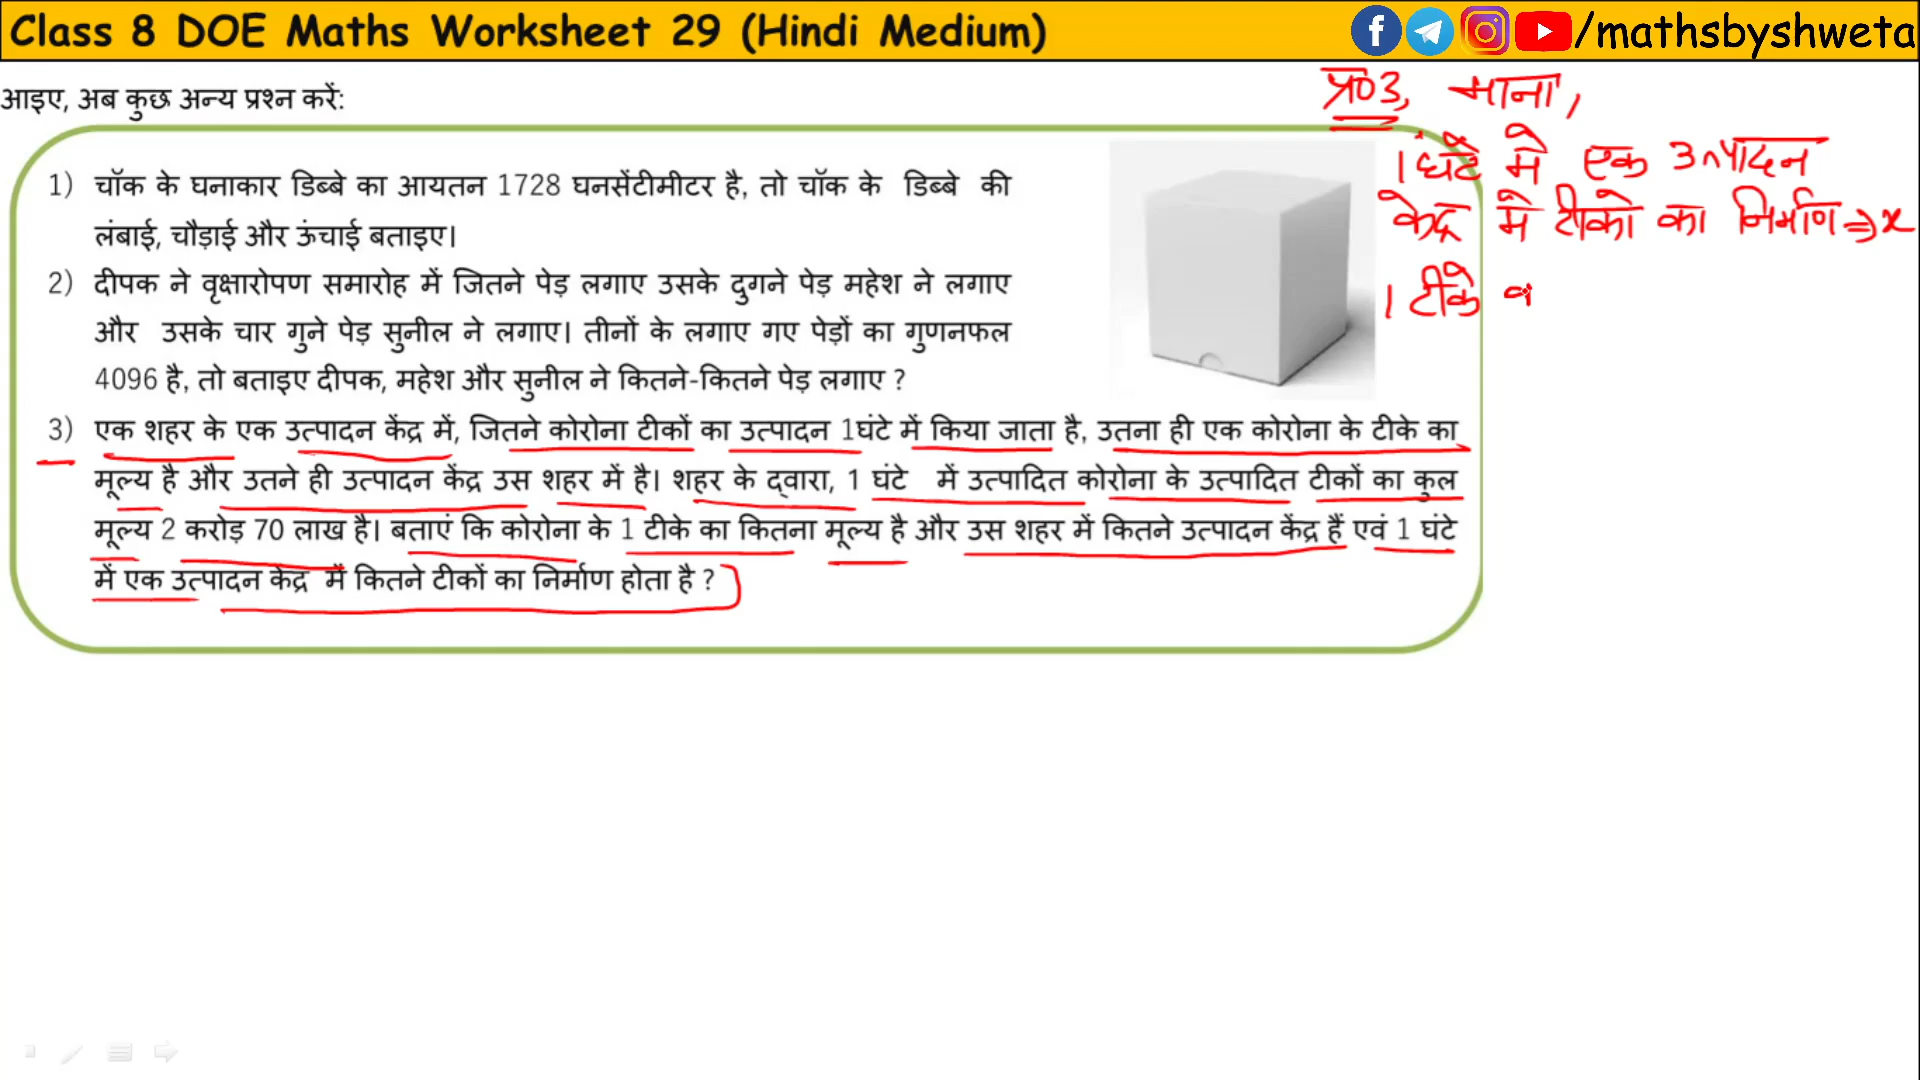 Class 8 DOE Maths Worksheet 29 (Hindi Medium)
/mathsbyshweta
आइए, अब कुछ अन्य प्रश्न करें:
1) चॉक के घनाकार डिब्बे का आयतन 1728 घनसेंटीमीटर है, तो चॉक के डिब्बे की
लंबाई, चौड़ाई और ऊंचाई बताइए।
2) दीपक ने वृक्षारोपण समारोह में जितने पेड़ लगाए उसके दुगने पेड़ महेश ने लगाए
और उसके चार गुने पेड़ सुनील ने लगाए। तीनों के लगाए गए पेड़ों का गुणनफल
4096 है, तो बताइए दीपक, महेश और सुनील ने कितने-कितने पेड़ लगाए ?
3) एक शहर के एक उत्पादन केंद्र में, जितने कोरोना टीकों का उत्पादन 1घंटे में किया जाता है, उतना ही एक कोरोना के टीके का
मूल्य है और उतने ही उत्पादन केंद्र उस शहर में है। शहर के द्वारा, 1 घंटे में उत्पादित कोरोना के उत्पादित टीकों का कुल
मूल्य 2 करोड़ 70 लाख है। बताएं कि कोरोना के 1 टीके का कितना मूल्य है और उस शहर में कितने उत्पादन केंद्र हैं एवं 1 घंटे
में एक उत्पादन केंद्र में कितने टीकों का निर्माण होता है ?
प्र03, माना,
1 घंटे में एक उत्पादन
केद्र मे टीको का निर्माण ⇒ x
1 टीके